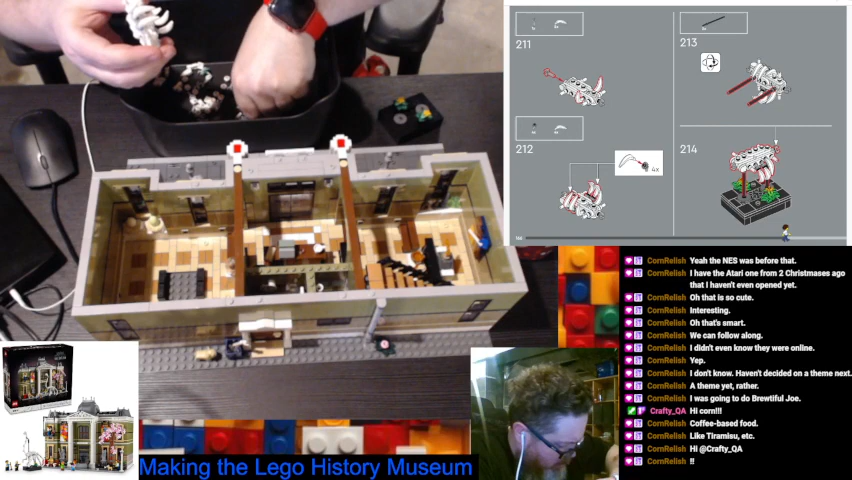 211
213
212
4x
214
CornRelish Yeah the NES was before that.
CornRelish I have the Atari one from 2 Christmases ago
that I haven't even opened yet.
CornRelish Oh that is so cute.
CornRelish Interesting.
CornRelish Oh that's smart.
CornRelish We can follow along.
CornRelish I didn't even know they were online.
CornRelish Yep.
CornRelish I don't know. Haven't decided on a theme next.
CornRelish A theme yet, rather.
CornRelish I was going to do Brewtiful Joe.
Crafty_QA Hi corn!!!
CornRelish Coffee-based food.
CornRelish Like Tiramisu, etc.
CornRelish Hi @Crafty_QA
CornRelish !!
Making the Lego History Museum